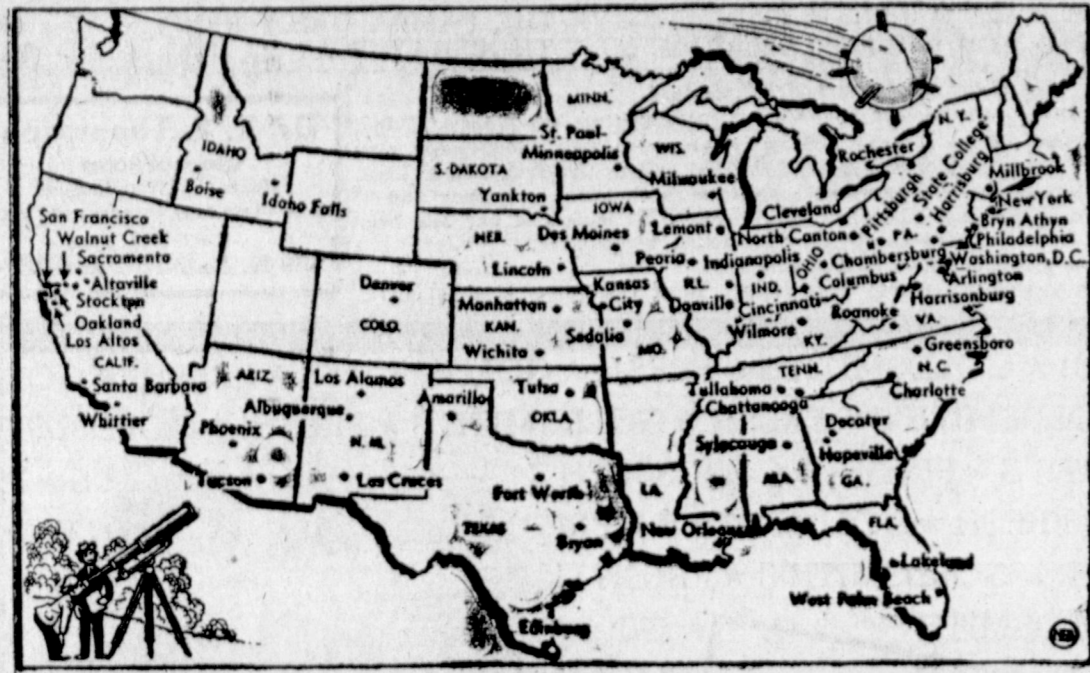 MINN.
N. Y.
St. Paul-
Minneapolis
WIS.
Rochester
IDAHO
S. DAKOTA
Milwaukee
Pittsburgh
State College
Harrisburg
Millbrook
Boise
Idaho Falls
Yankton
IOWA
Cleveland
New York
San Francisco
Walnut Creek
Sacramento
Altaville
Stockton
Oakland
Los Altos
CALIF.
Santa Barbara
Whittier
NEB.
Des Moines
Lemont
North Canton
PA.
Bryn Athyn
Philadelphia
Lincoln
Peoria
Indianapolis
OHIO
Chambersburg
Washington, D.C.
Denver
Kansas
City
ILL.
IND.
Columbus
Arlington
COLO.
Manhattan
KAN.
Danville
Cincinnati
Harrisonburg
Wichita
Sedalia
MO.
Wilmore
KY.
Roanoke
VA.
Greensboro
ARIZ.
Los Alamos
Tulsa
TENN.
N. C.
Albuquerque
Amarillo
OKLA.
Tullahoma
Chattanooga
Charlotte
Phoenix
N. M.
Sylacauga
Decatur
Hapeville
Tucson
Las Cruces
Fort Worth
LA.
ALA.
GA.
TEXAS
Bryan
New Orleans
FLA.
Lakeland
Edinburg
West Palm Beach
NEA